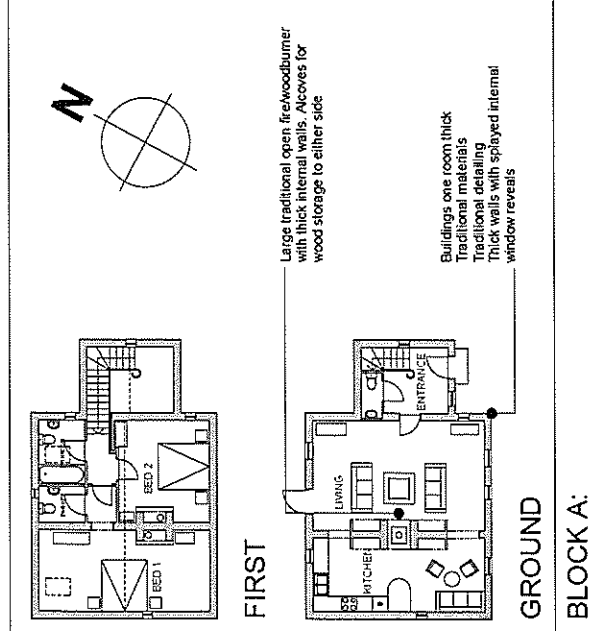 N
BED 1
BED 2
FIRST
Large traditional open fire/woodburner
with thick internal walls. Alcoves for
wood storage to either side
KITCHEN
LIVING
ENTRANCE
Buildings one room thick
Traditional materials
Traditional detailing
Thick walls with splayed internal
window reveals
GROUND
BLOCK A: